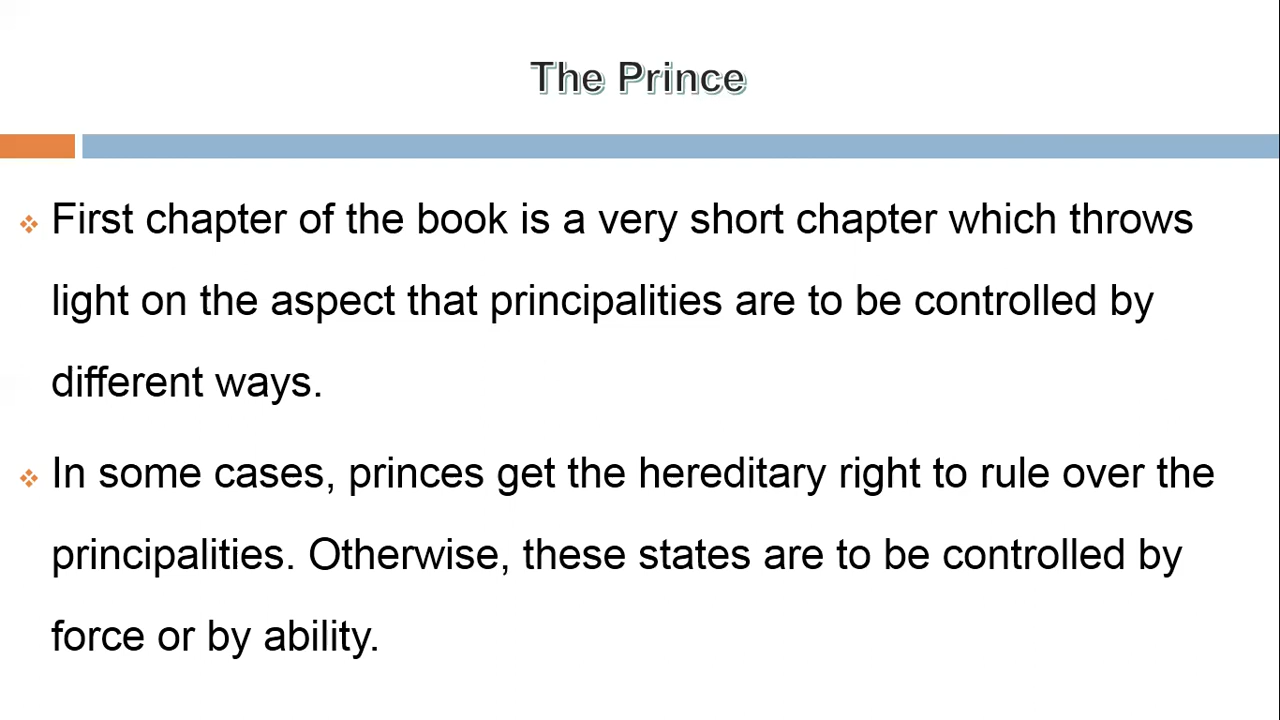 The Prince
First chapter of the book is a very short chapter which throws
light on the aspect that principalities are to be controlled by
different ways.
In some cases, princes get the hereditary right to rule over the
principalities. Otherwise, these states are to be controlled by
force or by ability.